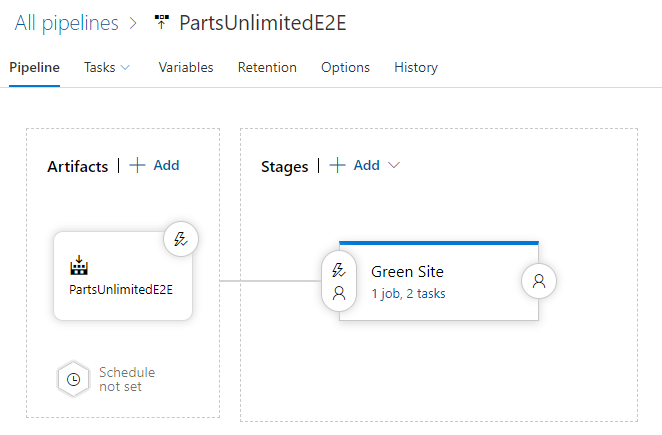 All pipelines > PartsUnlimitedE2E
Pipeline Tasks Variables Retention Options History
Artifacts | + Add
Stages | + Add
PartsUnlimitedE2E
Schedule
not set
Green Site
1 job, 2 tasks